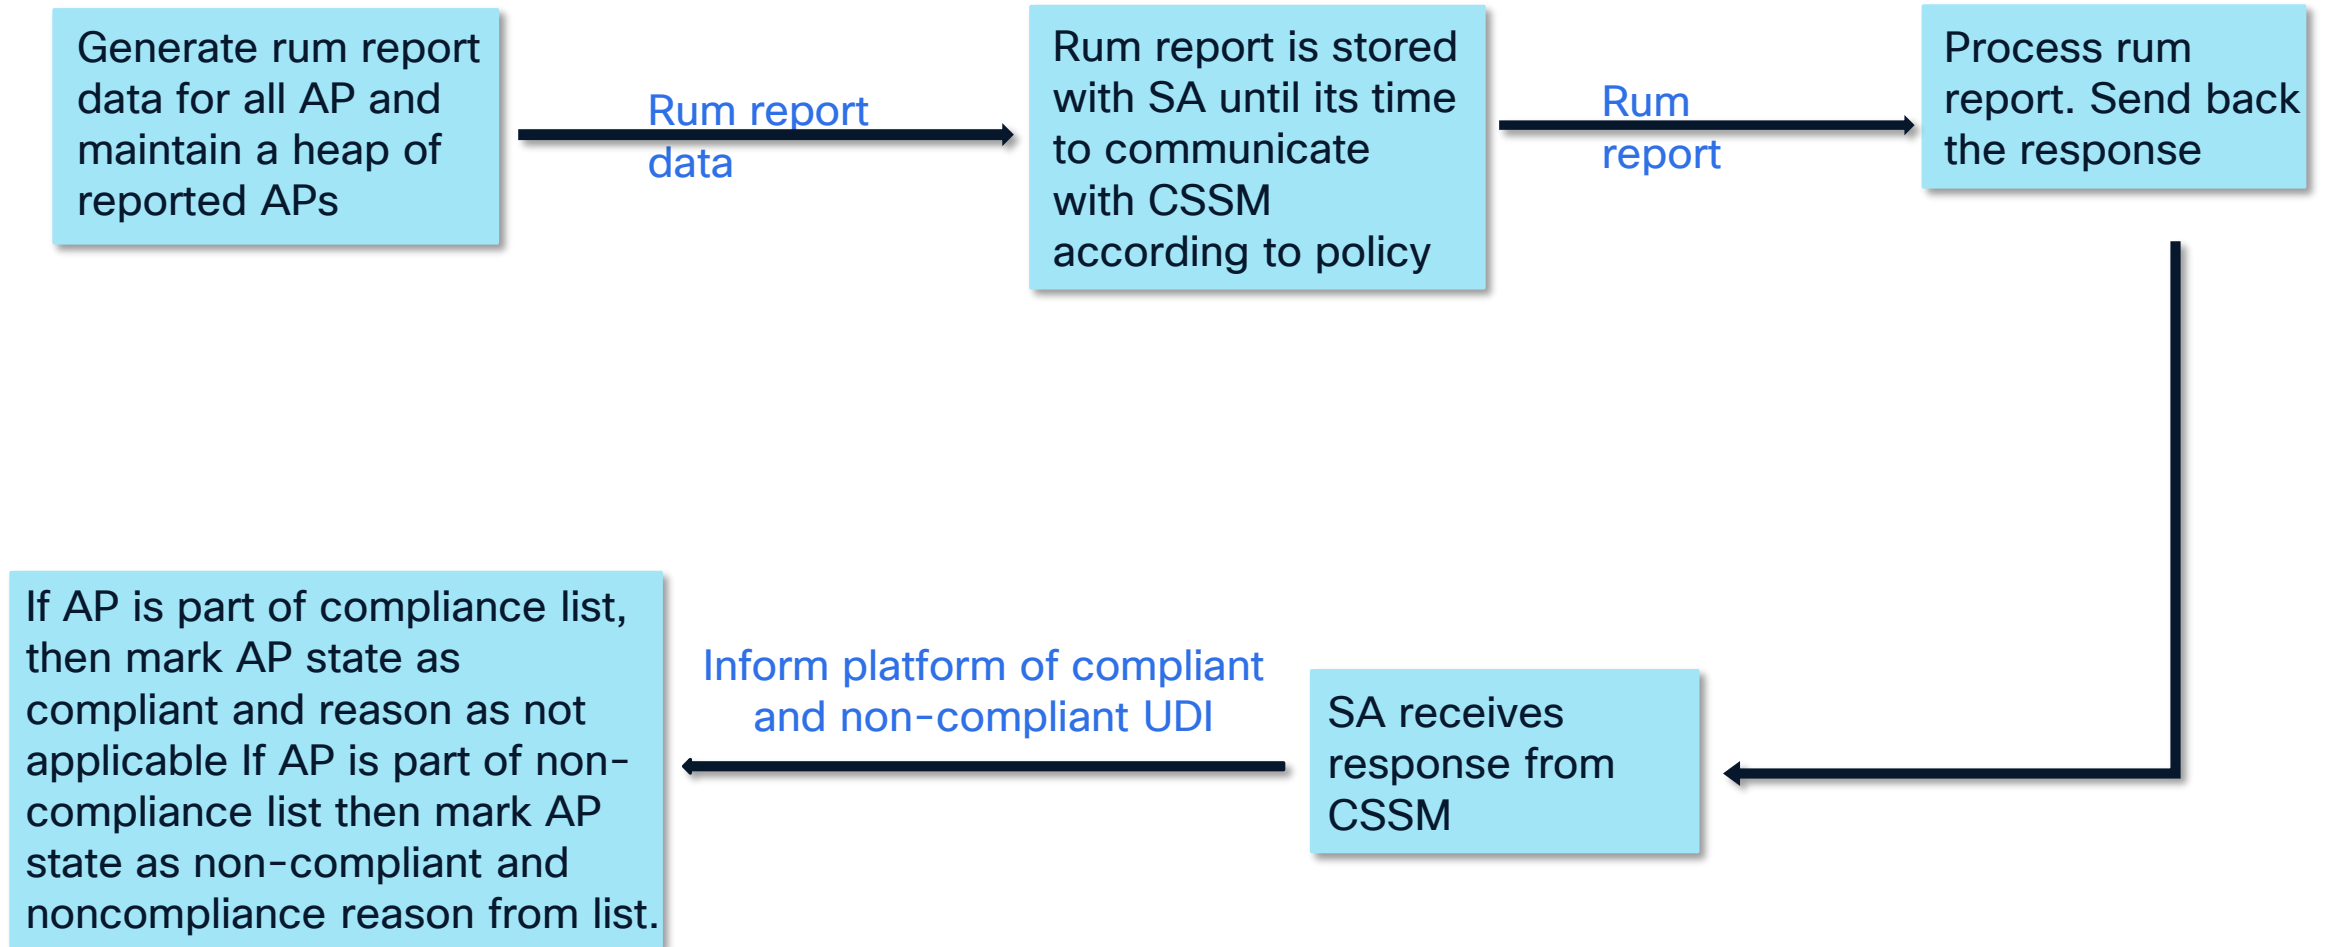 Generate rum report
data for all AP and
maintain a heap of
reported APs
Rum report
data
Rum report is stored
with SA until its time
to communicate
with CSSM
according to policy
Rum
report
Process rum
report. Send back
the response
If AP is part of compliance list,
then mark AP state as
compliant and reason as not
applicable If AP is part of non-
compliance list then mark AP
state as non-compliant and
noncompliance reason from list.
Inform platform of compliant
and non-compliant UDI
SA receives
response from
CSSM